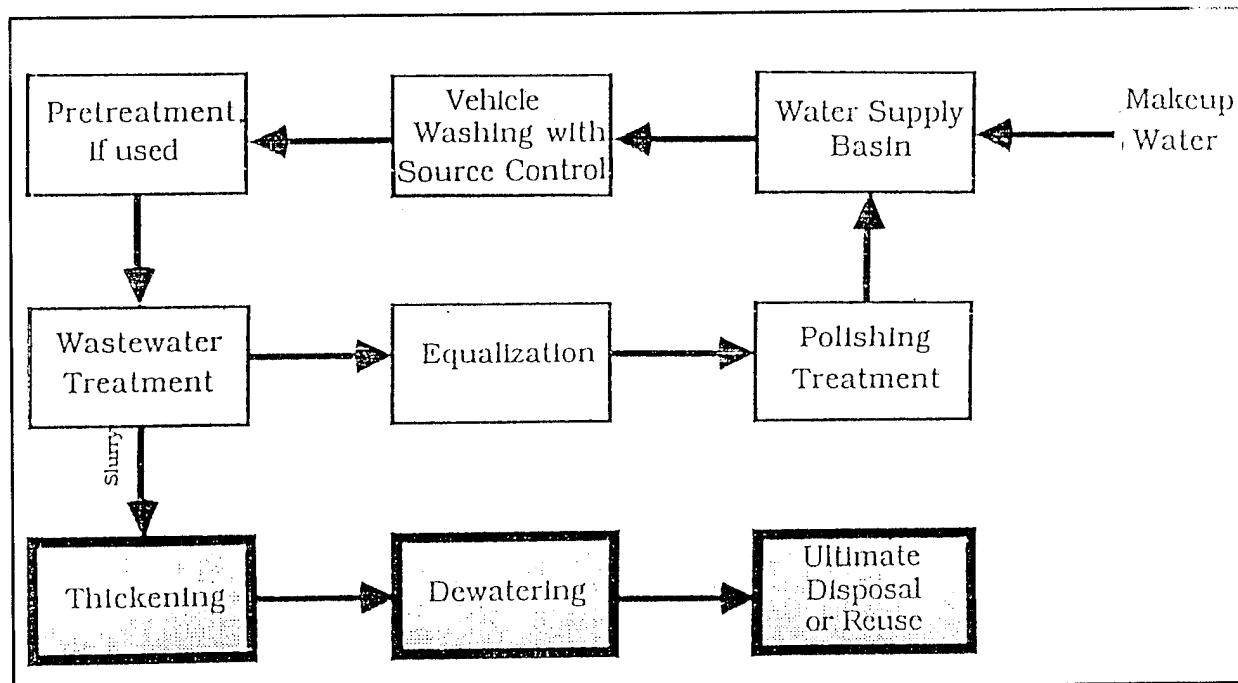 Pretreatment,
if used
Vehicle
Washing with
Source Control
Water Supply
Basin
Makeup
Water
Wastewater
Treatment
Equalization
Polishing
Treatment
Slurry
Thickening
Dewatering
Ultimate
Disposal
or Reuse